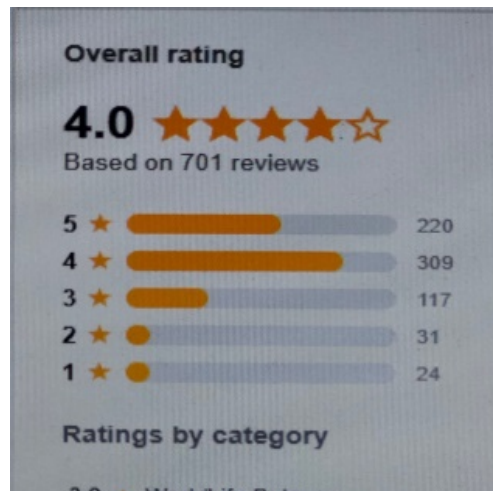 Overall rating
4.0
Based on 701 reviews
5 220
4 309
3 117
2 31
1 24
Ratings by category